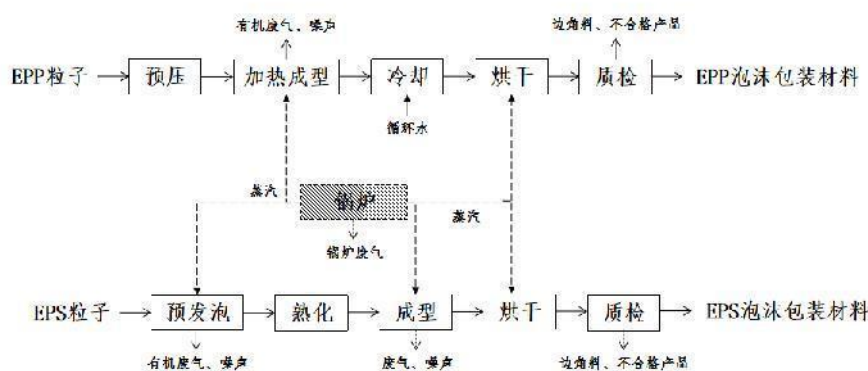 有机废气、噪声
边角料、不合格产品
EPP粒子
预压
加热成型
冷却
烘干
质检
EPP泡沫包装材料
循环水
蒸汽
锅炉
蒸汽
锅炉废气
EPS粒子
预发泡
熟化
成型
烘干
质检
EPS泡沫包装材料
有机废气、噪声
废气、噪声
边角料、不合格产品